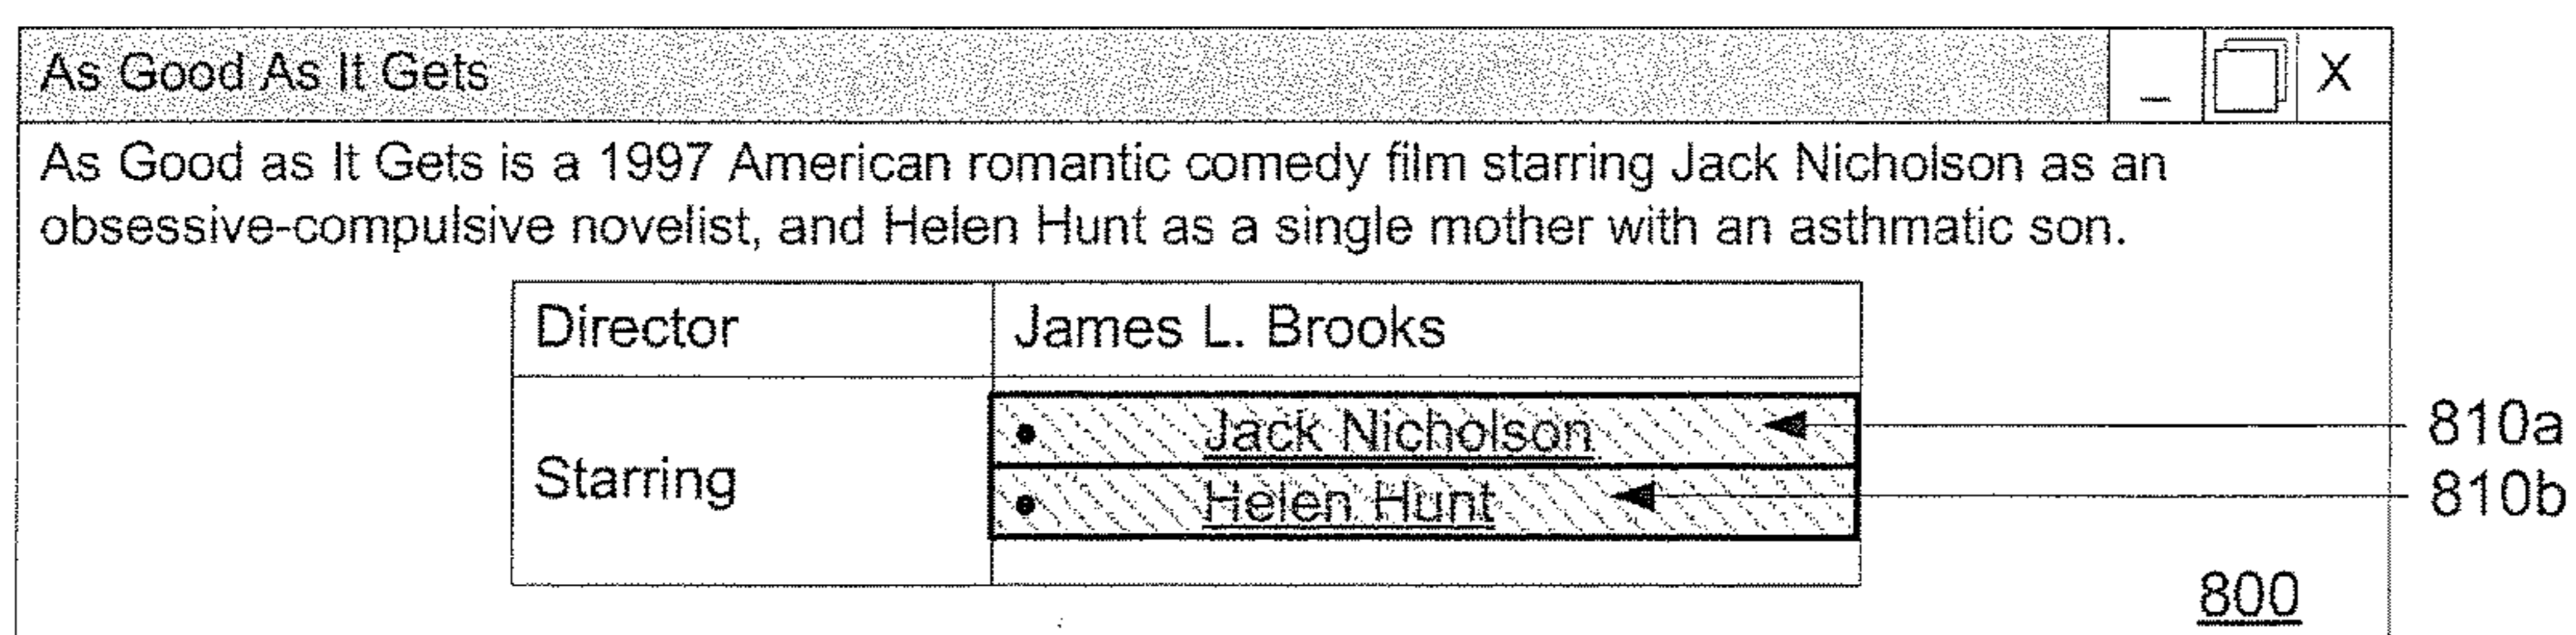 As Good As It Gets _ X
As Good as It Gets is a 1997 American romantic comedy film starring Jack Nicholson as an
obsessive-compulsive novelist, and Helen Hunt as a single mother with an asthmatic son.
Director James L. Brooks
Starring
• Jack Nicholson 810a
• Helen Hunt 810b
800